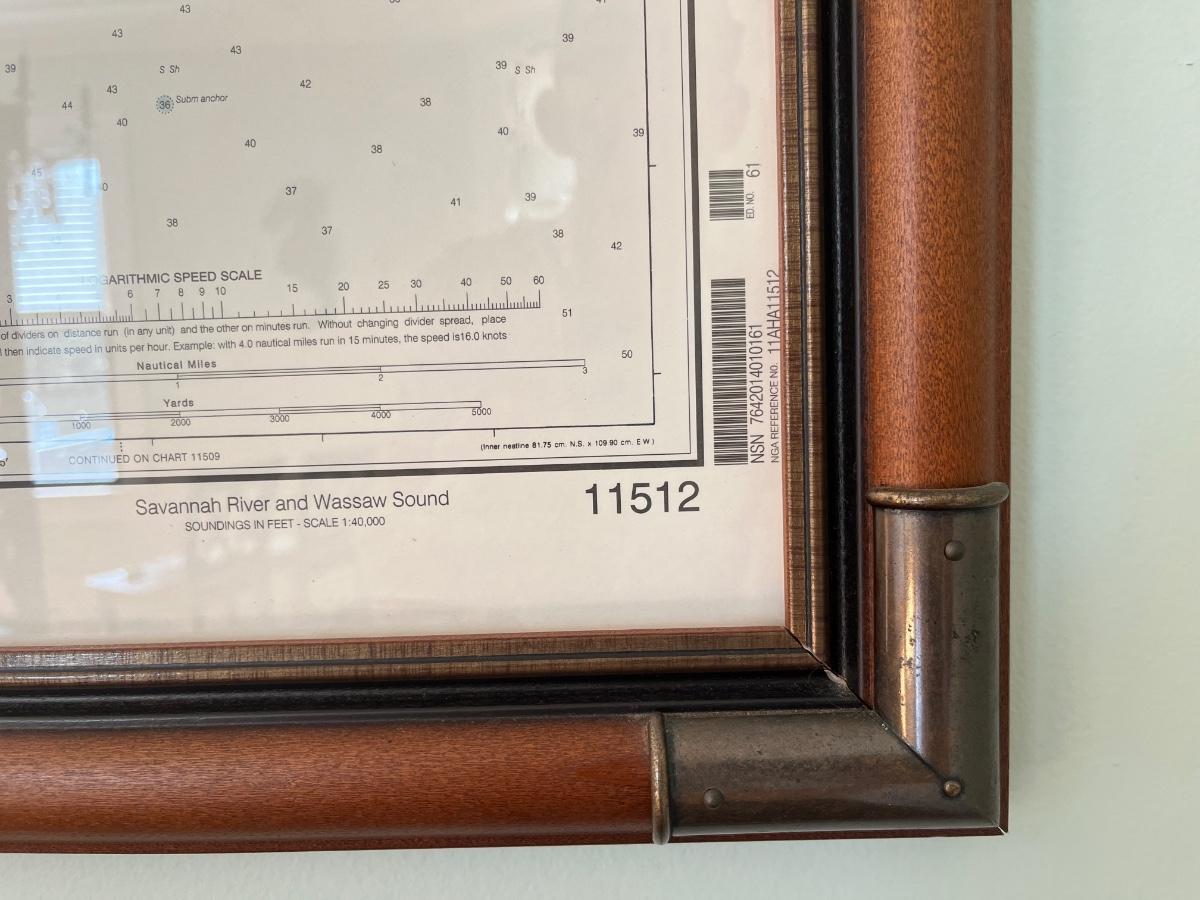 43
43
43
39
39
S Sh
39 S Sh
43
42
44
36 Subm anchor
38
40
40
39
40
38
45
37
41
39
38
37
38
42
LOGARITHMIC SPEED SCALE
3 6 7 8 9 10 15 20 25 30 40 50 60
of dividers on distance run (in any unit) and the other on minutes run. Without changing divider spread, place
then indicate speed in units per hour. Example: with 4.0 nautical miles run in 15 minutes, the speed is16.0 knots
51
50
Nautical Miles
1 2 3
Yards
1000 2000 3000 4000 5000
(Inner neatline 81.75 cm. N.S. x 109.90 cm. E W)
CONTINUED ON CHART 11509
Savannah River and Wassaw Sound
SOUNDINGS IN FEET - SCALE 1:40,000
11512
ED. NO. 61
NSN 7642014010161
NGA REFERENCE NO. 11AHA11512